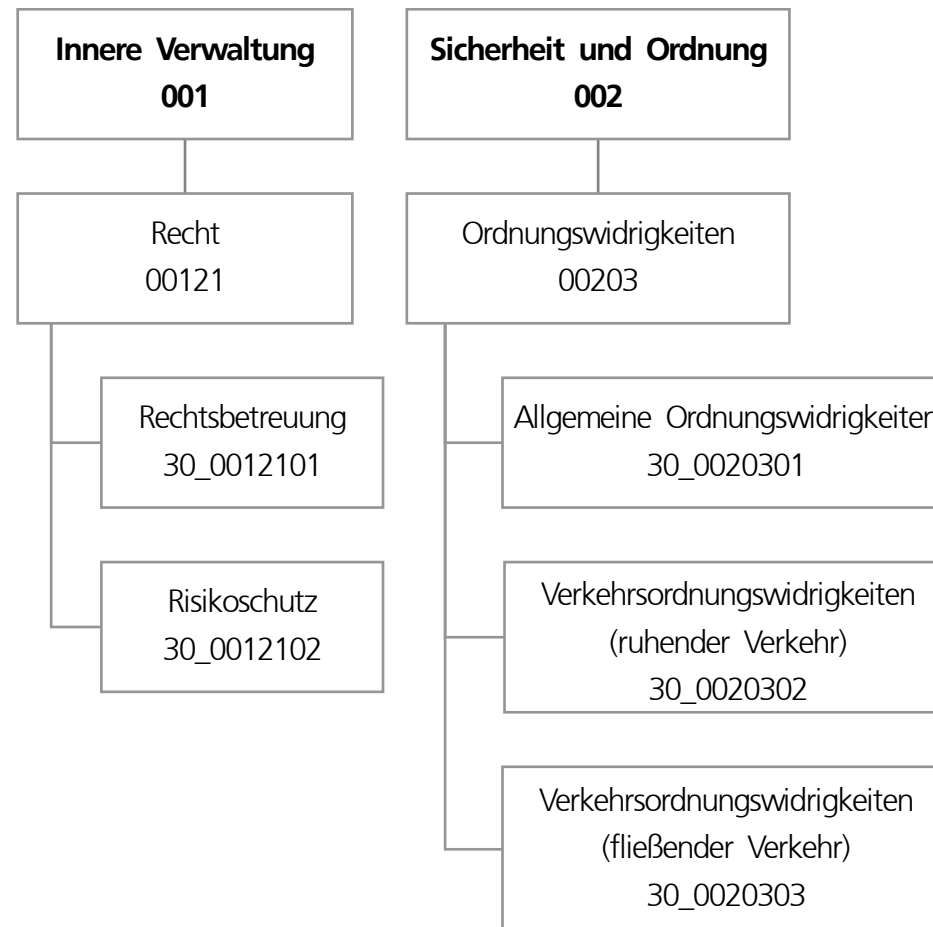 Innere Verwaltung
001
Recht
00121
Rechtsbetreuung
30_0012101
Risikoschutz
30_0012102
Sicherheit und Ordnung
002
Ordnungswidrigkeiten
00203
Allgemeine Ordnungswidrigkeiten
30_0020301
Verkehrsordnungswidrigkeiten
(ruhender Verkehr)
30_0020302
Verkehrsordnungswidrigkeiten
(fließender Verkehr)
30_0020303